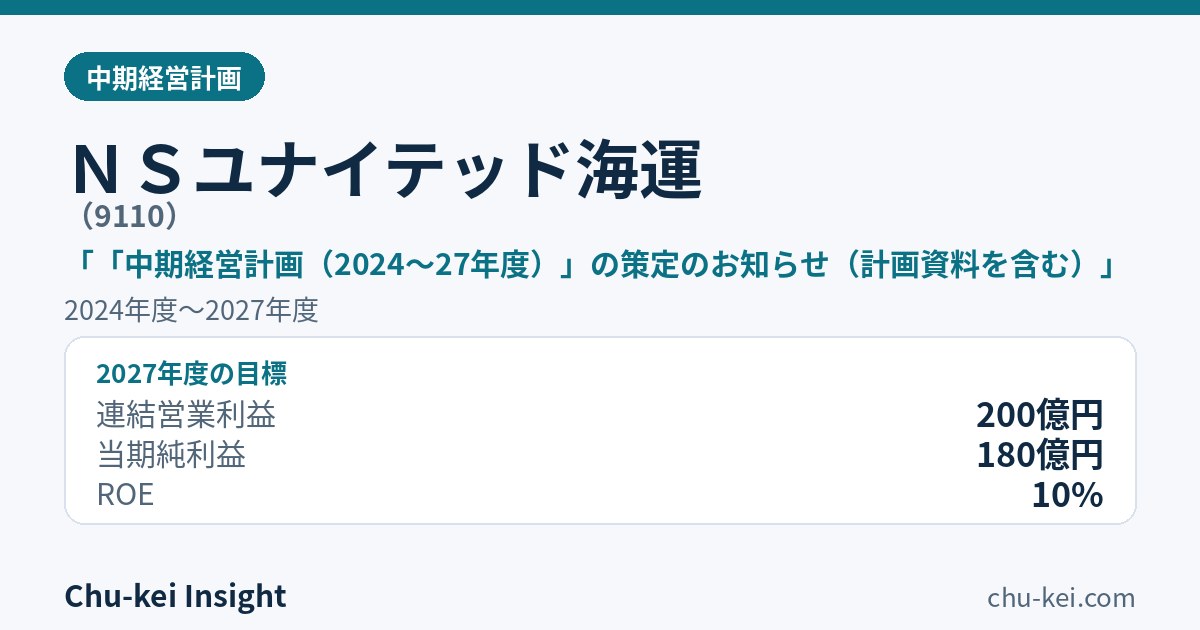 中期経営計画
ＮＳユナイテッド海運
（9110）
「「中期経営計画（2024～27年度）」の策定のお知らせ（計画資料を含む）」
2024年度～2027年度
2027年度の目標
連結営業利益 200億円
当期純利益 180億円
ROE 10%
Chu-kei Insight chu-kei.com